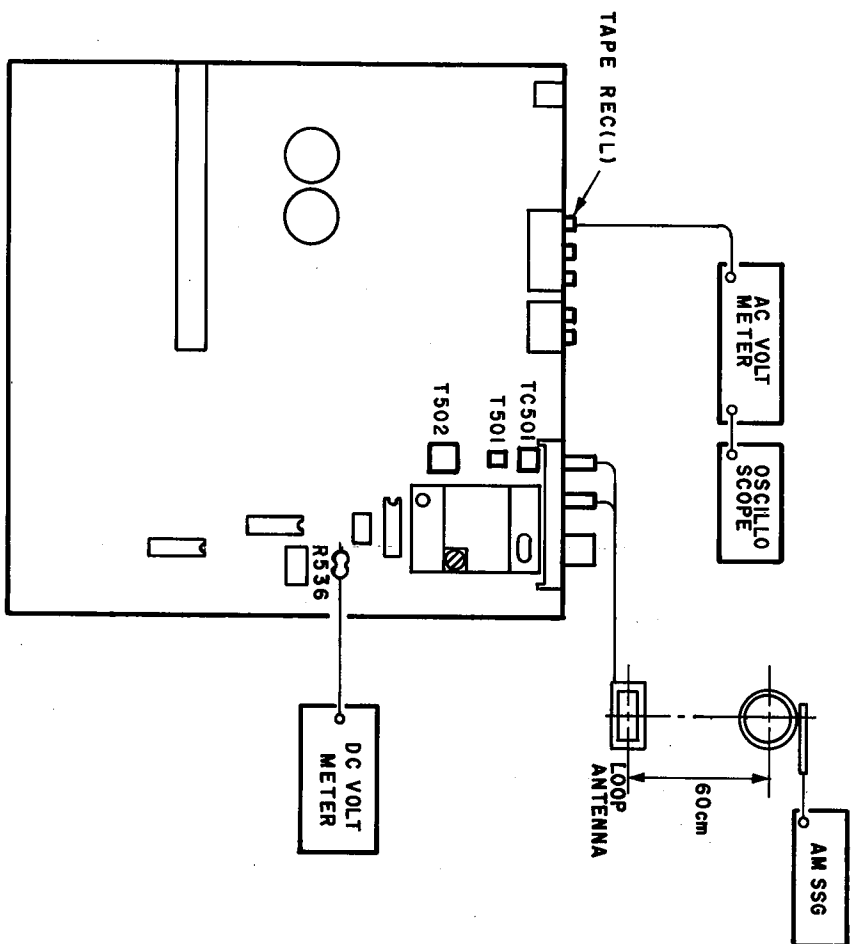 TAPE REC(L)
AC VOLT
METER
OSCILLO
SCOPE
T502
T501
TC501
R536
DC VOLT
METER
LOOP
ANTENNA
60cm
AM SSG